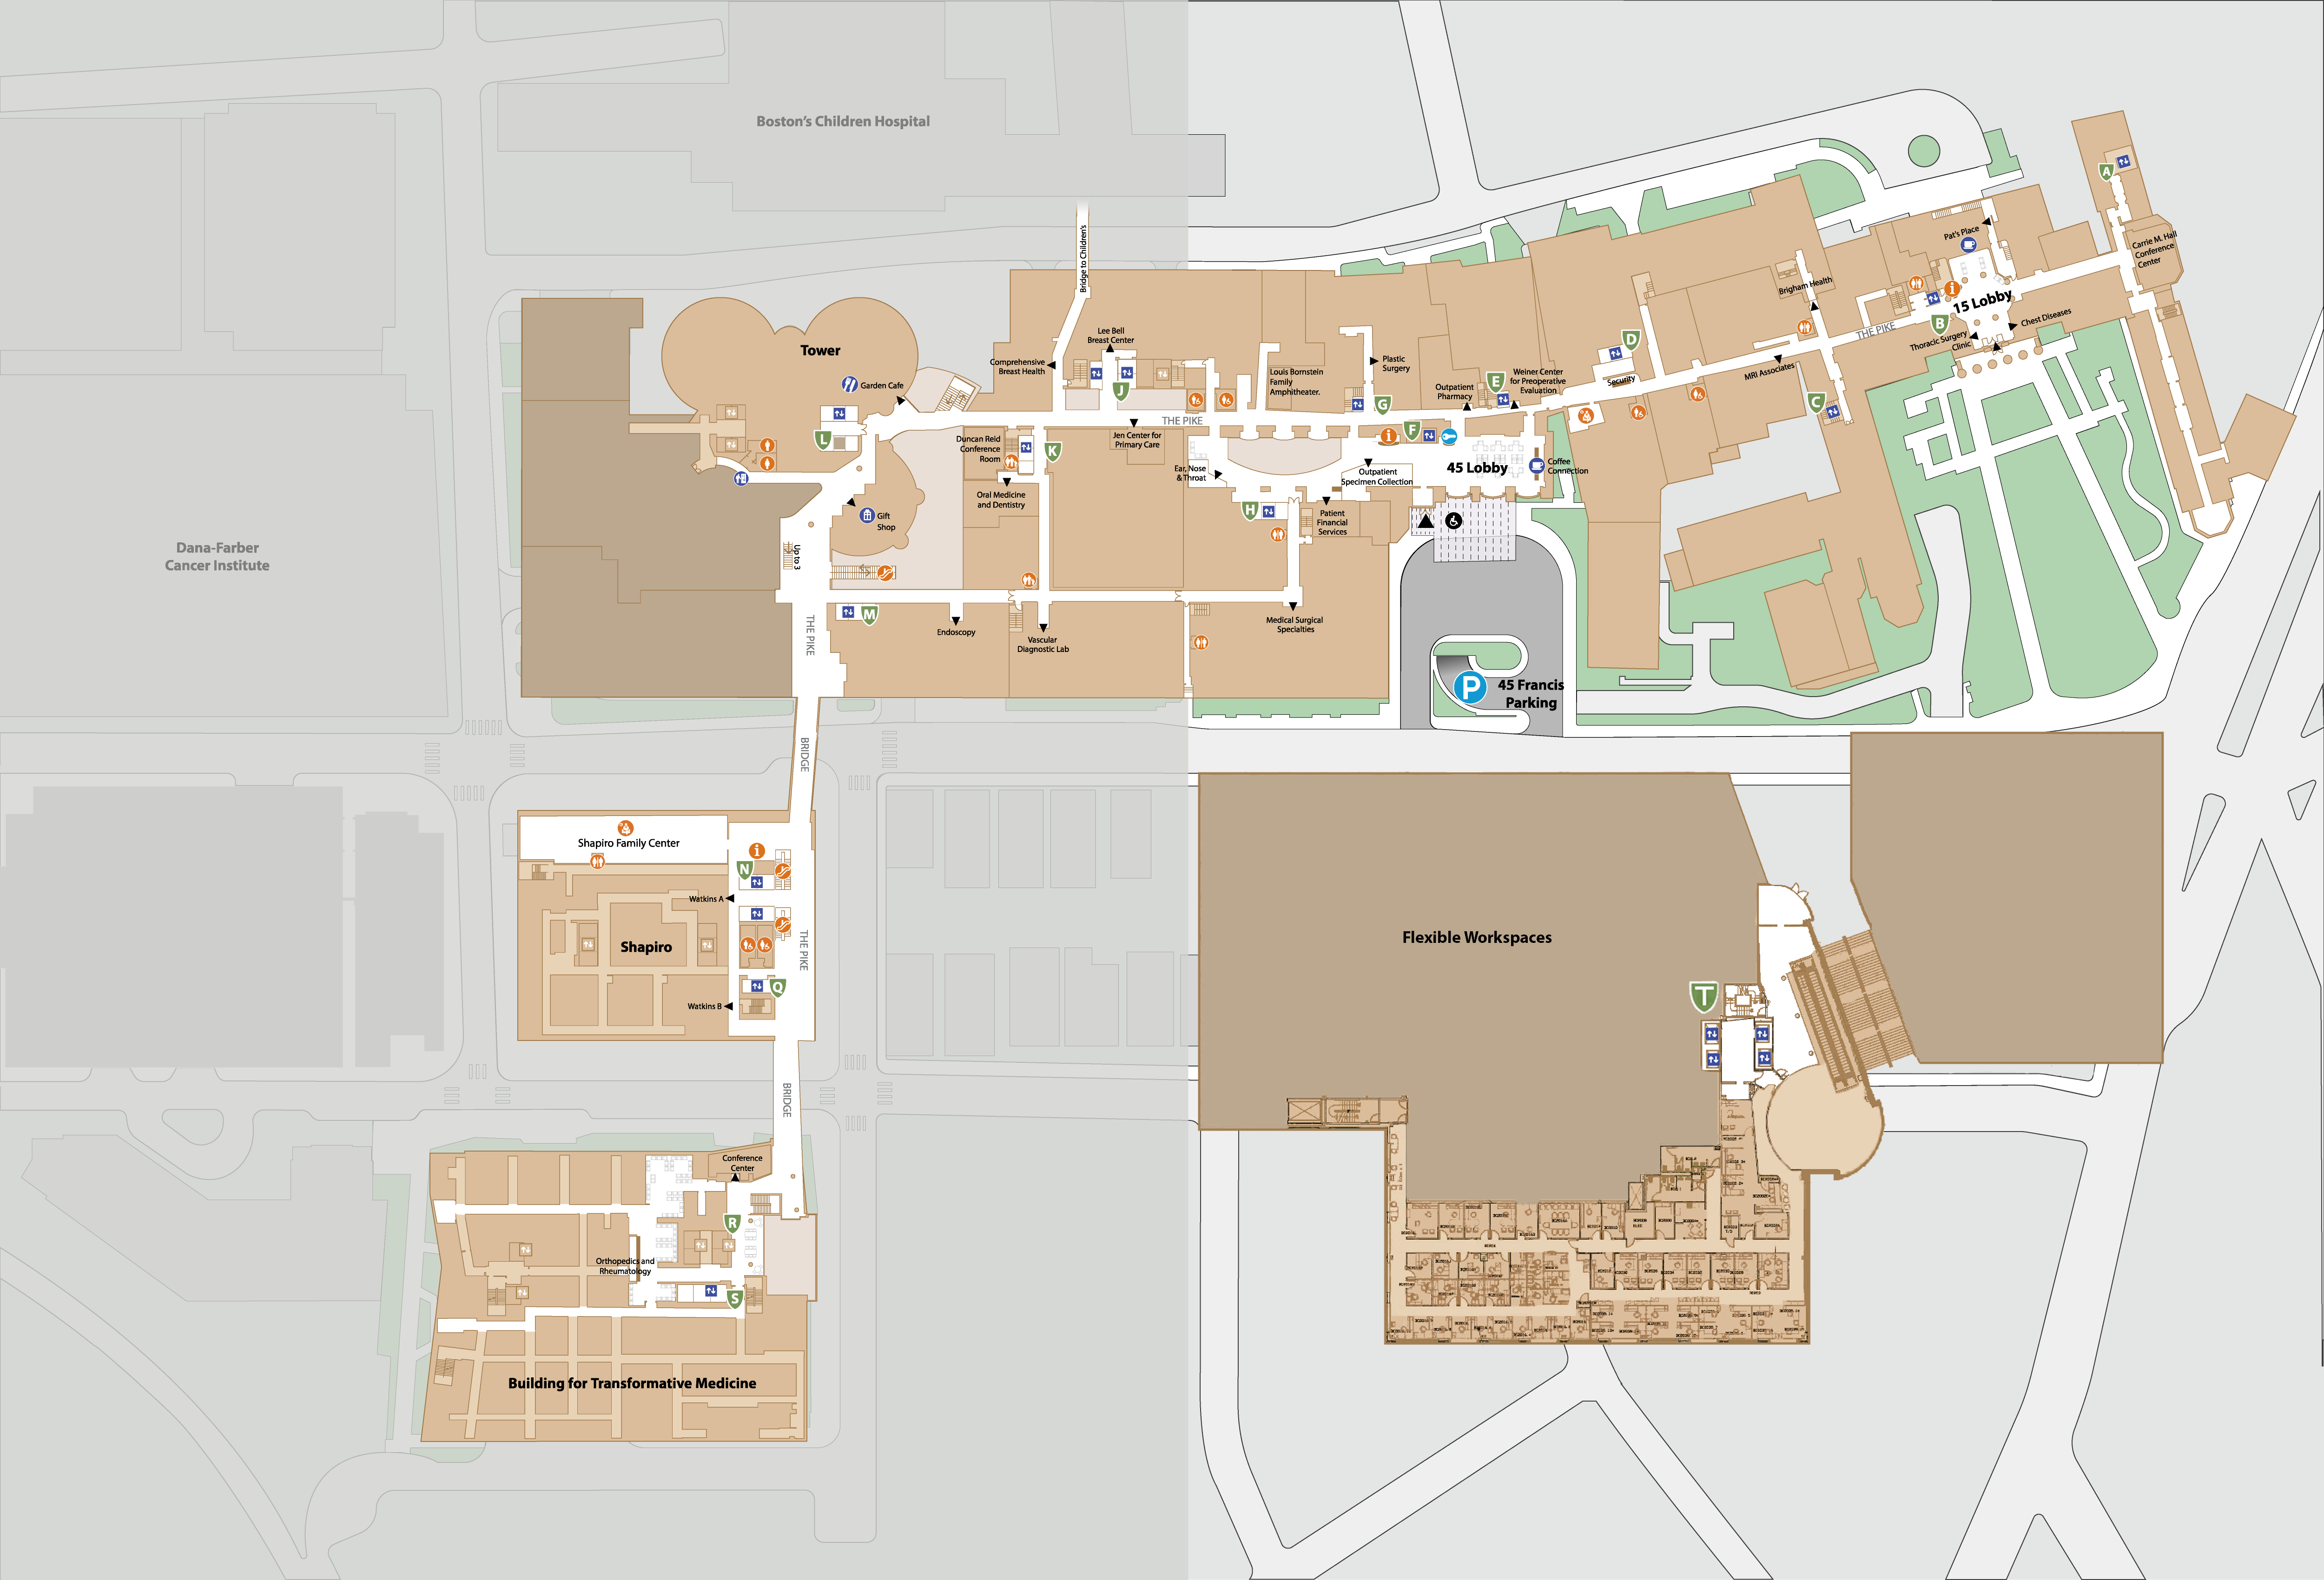 Boston's Children Hospital
A
Bridge to Children's
Pat's Place
Carrie M. Hall
Conference
Center
Brigham Health
15 Lobby
THE PIKE
B
Chest Diseases
Thoracic Surgery
Clinic
Tower
Lee Bell
Breast Center
Comprehensive
Breast Health
J
Louis Bornstein
Family
Amphitheater.
Plastic
Surgery
D
Security
MRI Associates
C
Garden Cafe
Outpatient
Pharmacy
E
Weiner Center
for Preoperative
Evaluation
G
THE PIKE
L
Duncan Reid
Conference
Room
K
Jen Center for
Primary Care
F
45 Lobby
Coffee
Connection
Ear, Nose
& Throat
Outpatient
Specimen Collection
Oral Medicine
and Dentistry
Gift
Shop
H
Patient
Financial
Services
Dana-Farber
Cancer Institute
Up to 3
M
THE PIKE
Endoscopy
Vascular
Diagnostic Lab
Medical Surgical
Specialties
P
45 Francis
Parking
BRIDGE
Shapiro Family Center
N
Watkins A
Shapiro
THE PIKE
Q
Watkins B
Flexible Workspaces
T
BRIDGE
Conference
Center
R
Orthopedics and
Rheumatology
S
Building for Transformative Medicine